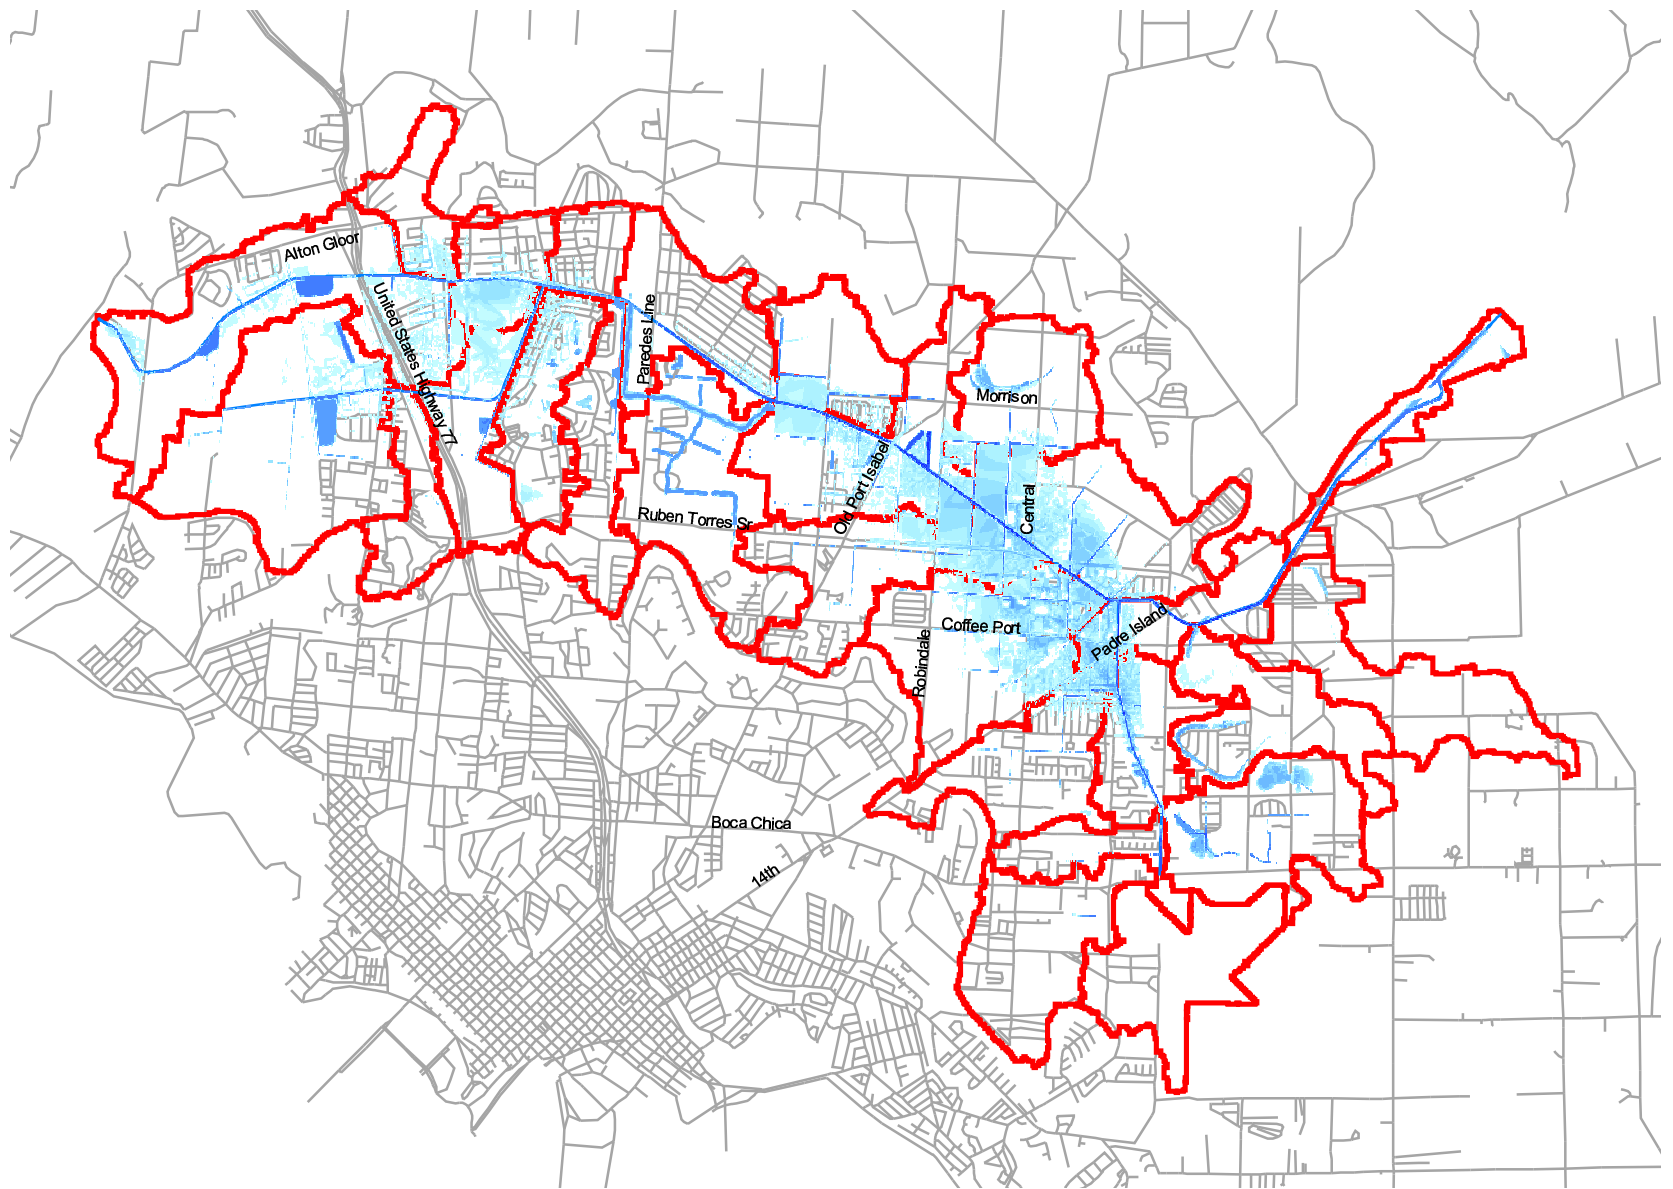 Alton Gloor
United States Highway 77
Paredes Line
Morrison
Old Port Isabel
Central
Ruben Torres Sr
Coffee Port
Padre Island
Robindale
Boca Chica
14th